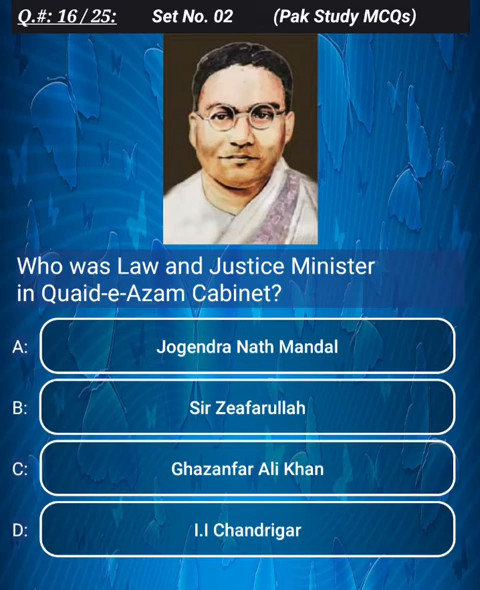 Q.#: 16 / 25: Set No. 02 (Pak Study MCQs)
Who was Law and Justice Minister
in Quaid-e-Azam Cabinet?
A: Jogendra Nath Mandal
B: Sir Zeafarullah
C: Ghazanfar Ali Khan
D: I.I Chandrigar